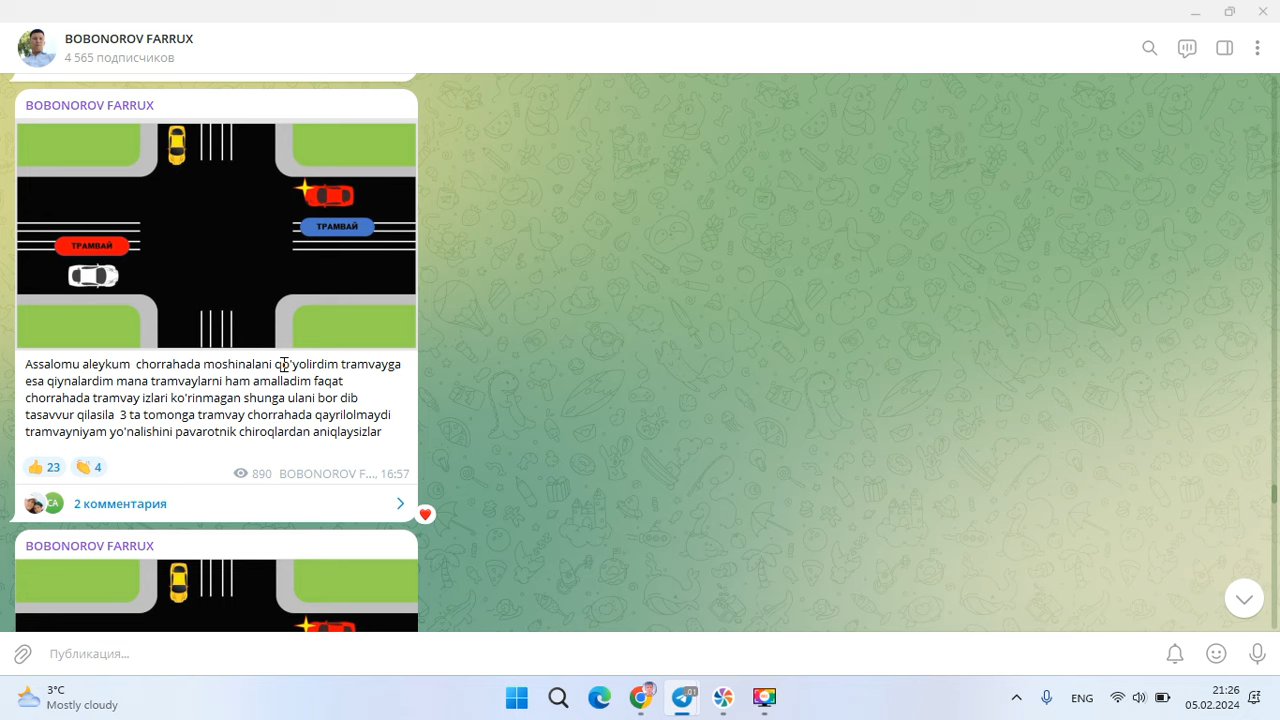 BOBONOROV FARRUX
4 565 подписчиков
BOBONOROV FARRUX
ТРАМВАЙ
ТРАМВАЙ
Assalomu aleykum  chorrahada moshinalani qo'yolirdim tramvayga
esa qiynalardim mana tramvaylarni ham amalladim faqat
chorrahada tramvay izlari ko'rinmagan shunga ulani bor dib
tasavvur qilasila  3 ta tomonga tramvay chorrahada qayrilolmaydi
tramvayniyam yo'nalishini pavarotnik chiroqlardan aniqlaysizlar
23 4 890 BOBONOROV F..., 16:57
CA 2 комментария
BOBONOROV FARRUX
Публикация...
3°C
Mostly cloudy
..01
ENG
21:26
05.02.2024